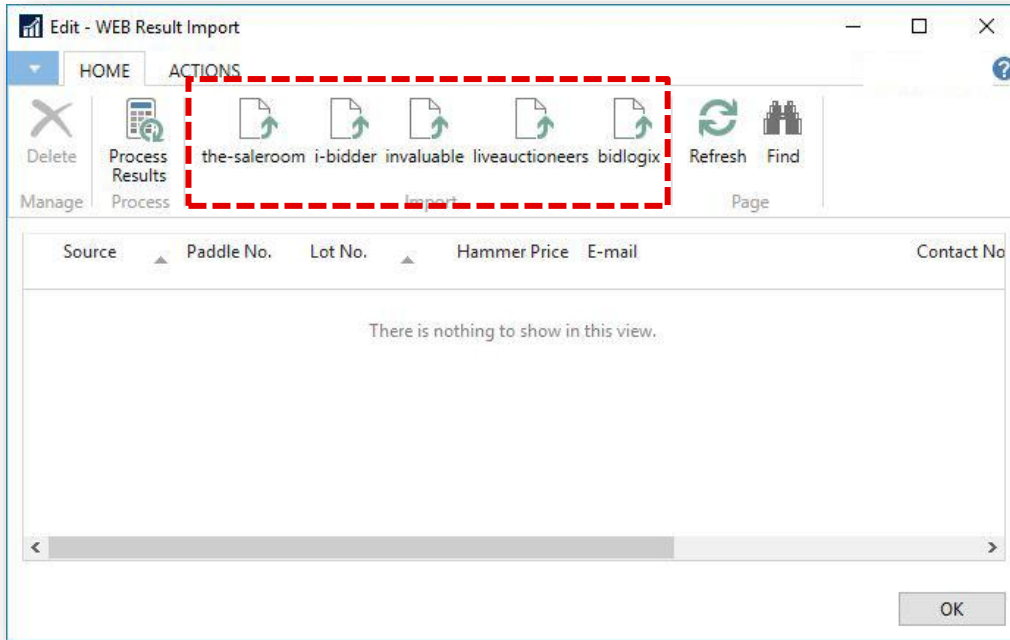 Edit - WEB Result Import
HOME ACTIONS
Delete Process Results the-saleroom i-bidder invaluable liveauctioneers bidlogix Refresh Find
Manage Process Import Page
Source Paddle No. Lot No. Hammer Price E-mail Contact No
There is nothing to show in this view.
OK